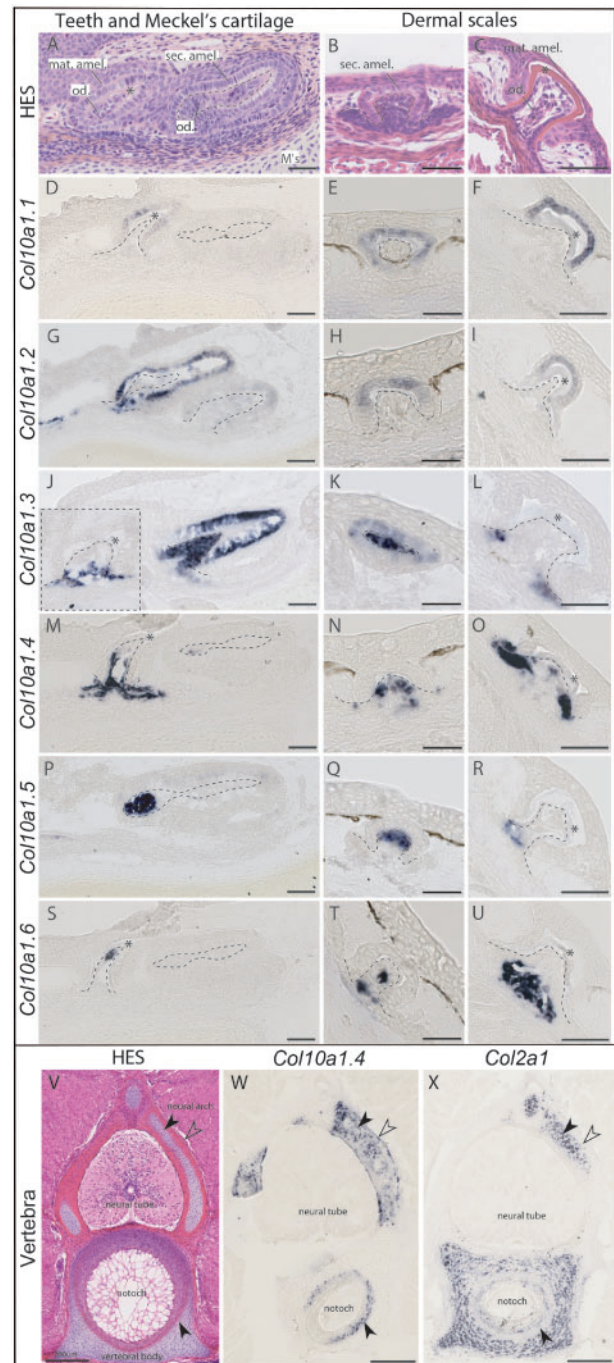 Teeth and Meckel's cartilage
Dermal scales
HES
A
mat. amel.
sec. amel.
*
od.
od.
M's
B
sec. amel.
C
mat. amel.
*
od.
Col10a1.1
D
*
E
F
*
Col10a1.2
G
H
I
*
Col10a1.3
J
*
K
L
*
Col10a1.4
M
*
N
O
*
Col10a1.5
P
Q
R
*
Col10a1.6
S
*
T
U
*
HES
Col10a1.4
Col2a1
Vertebra
V
neural arch
neural tube
notoch
vertebral body
W
neural tube
notoch
X
neural tube
notoch